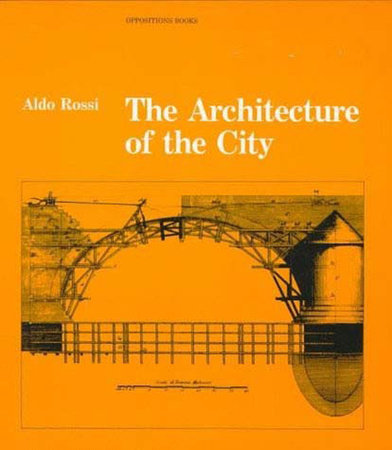 OPPOSITIONS BOOKS
Aldo Rossi
The Architecture
of the City